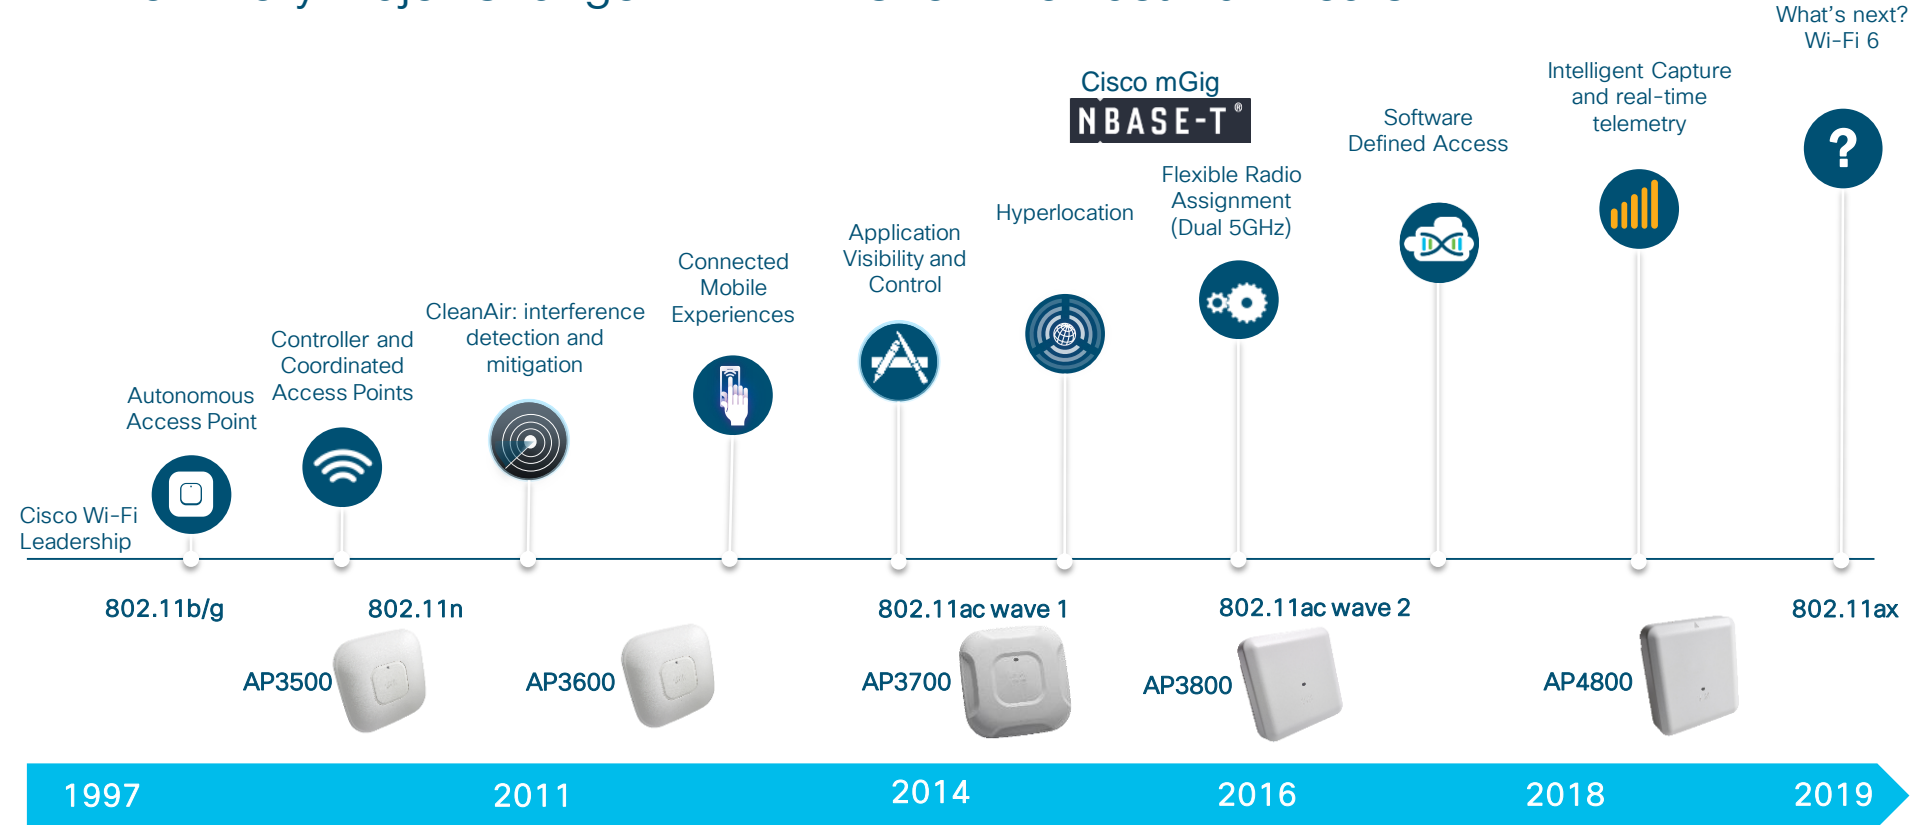 What's next?
Wi-Fi 6
Intelligent Capture
and real-time
telemetry
Cisco mGig
NBASE-T®
Software
Defined Access
Flexible Radio
Assignment
(Dual 5GHz)
Hyperlocation
Application
Visibility and
Control
Connected
Mobile
Experiences
CleanAir: interference
detection and
mitigation
Controller and
Coordinated
Access Points
Autonomous
Access Point
Cisco Wi-Fi
Leadership
802.11b/g
802.11n
802.11ac wave 1
802.11ac wave 2
802.11ax
AP3500
AP3600
AP3700
AP3800
AP4800
1997
2011
2014
2016
2018
2019